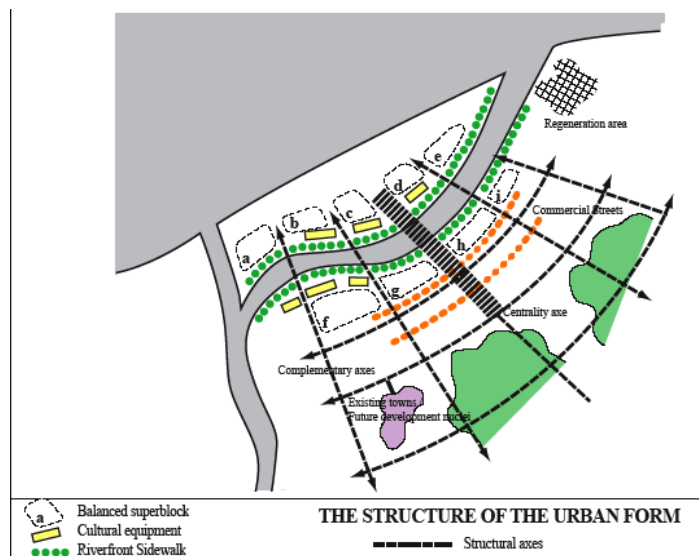 Regeneration area
e
d
i
c
Commercial Streets
b
a
h
g
Centrality axe
f
Complementary axes
Existing towns,
Future development nuclei
a Balanced superblock
Cultural equipment
Riverfront Sidewalk
THE STRUCTURE OF THE URBAN FORM
Structural axes